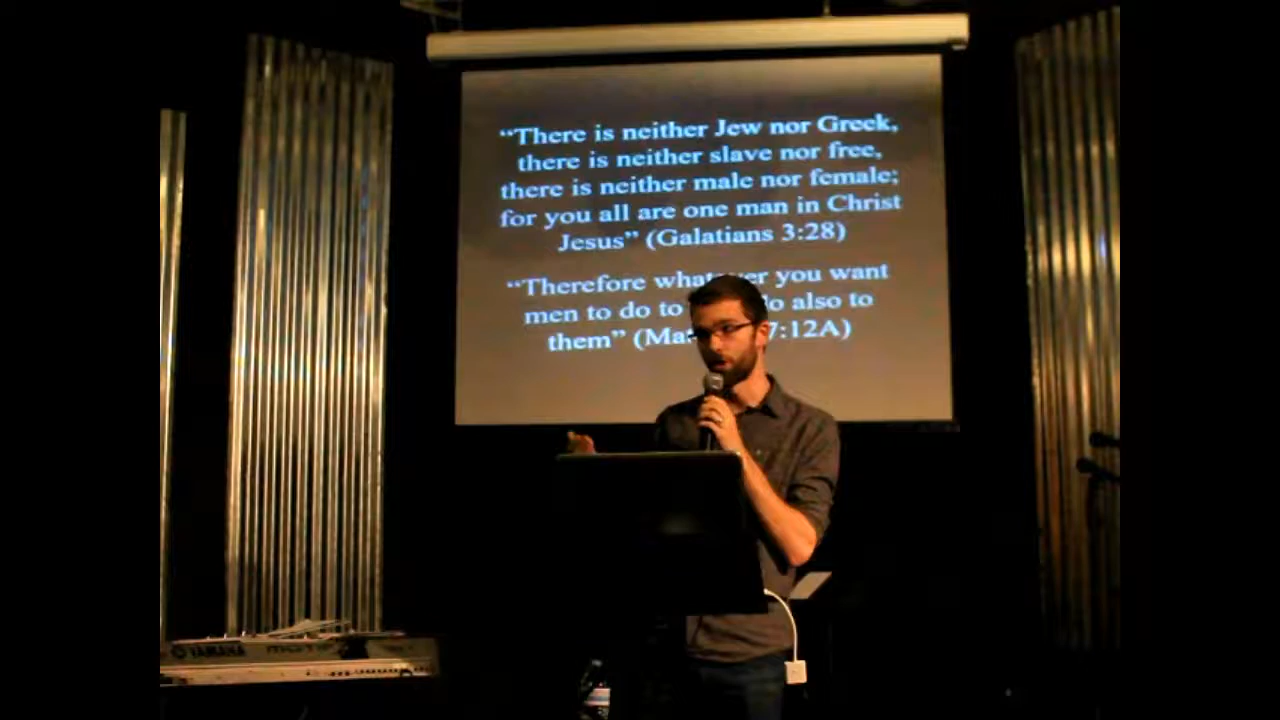 “There is neither Jew nor Greek,
there is neither slave nor free,
there is neither male nor female;
for you all are one man in Christ
Jesus” (Galatians 3:28)
“Therefore you want
men to do to also to
them” 7:12A)
YAMAHA